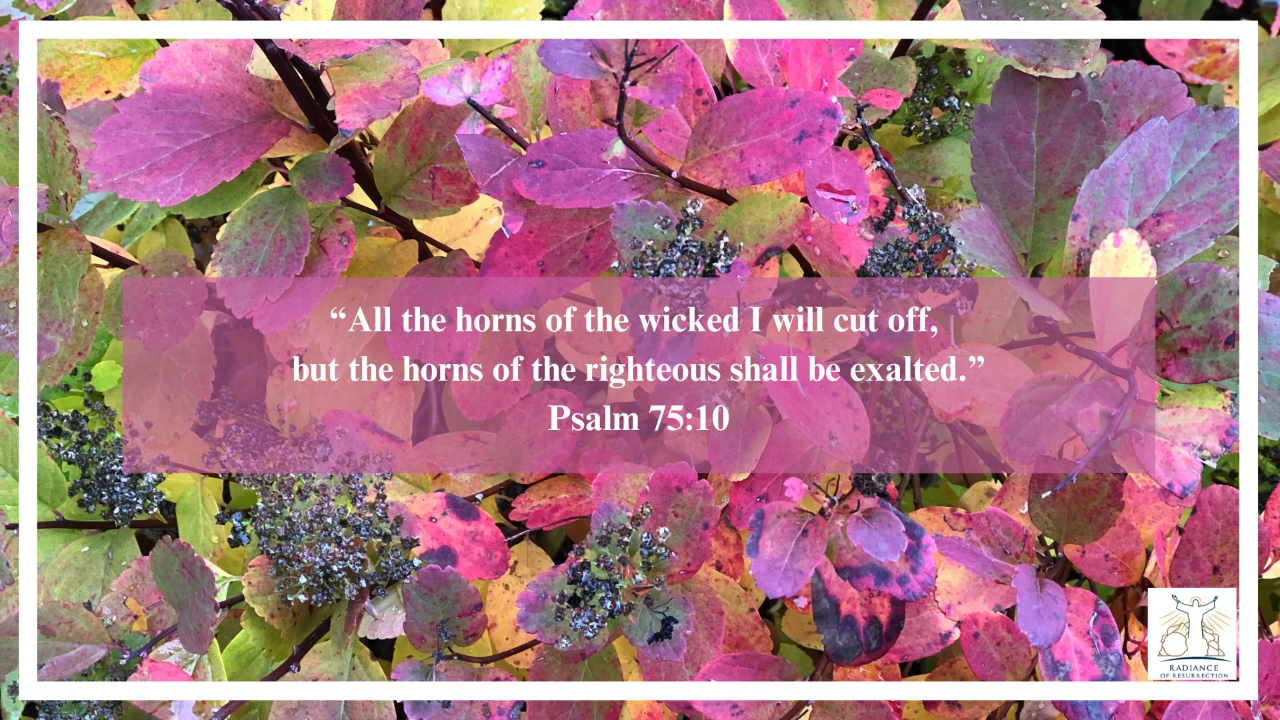 “All the horns of the wicked I will cut off,
but the horns of the righteous shall be exalted.”
Psalm 75:10
RADIANCE
OF RESURRECTION